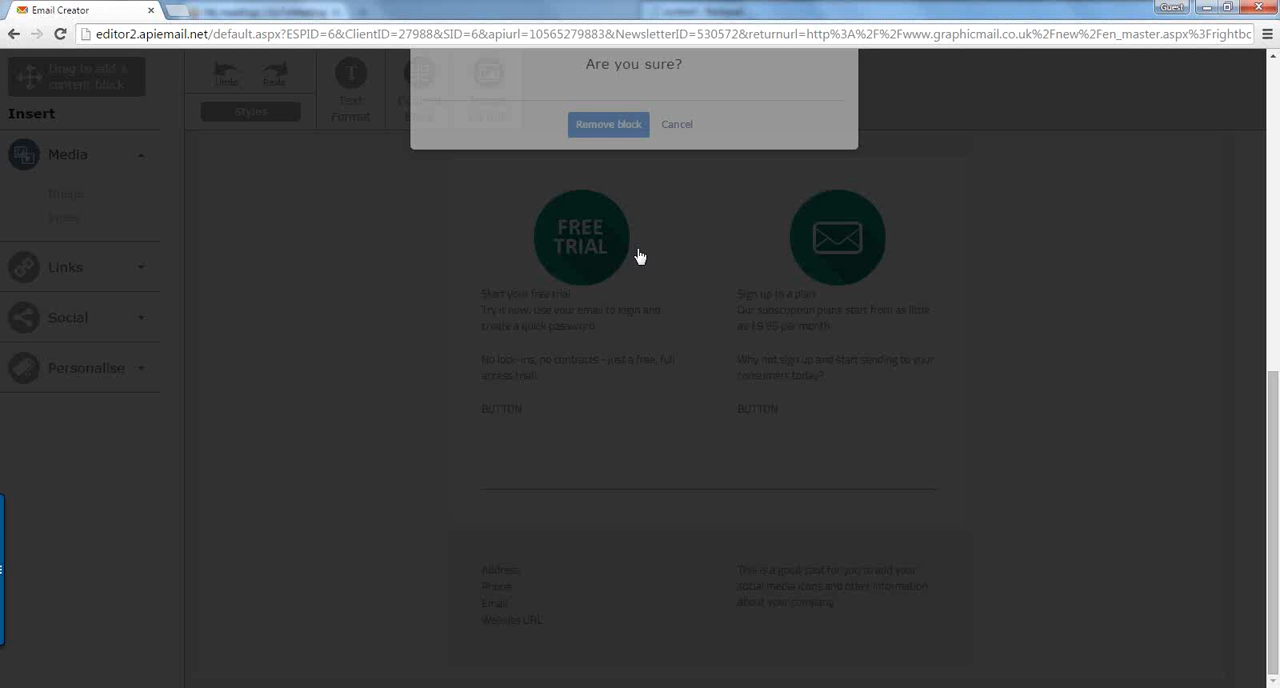 Email Creator
Guest
editor2.apiemail.net/default.aspx?ESPID=6&ClientID=27988&SID=6&apiurl=10565279883&NewsletterID=530572&returnurl=http%3A%2F%2Fwww.graphicmail.co.uk%2Fnew%2Fen_master.aspx%3Frightbc
Drag to add a
content block
Undo
Redo
Styles
Text
Format
Are you sure?
Remove block
Cancel
Insert
Media
Links
Social
Personalise
FREE
TRIAL
Start your free trial
Try it now, use your email to login and
create a quick password
No lock-ins, no contracts - just a free, full
access trial!
BUTTON
Sign up to a plan
Our subscription plans start from as little
as £9.95 per month
Why not sign up and start sending to your
consumers today?
BUTTON
Address
Phone
Email
Website URL
This is a good spot for you to add your
social media icons and other information
about your company